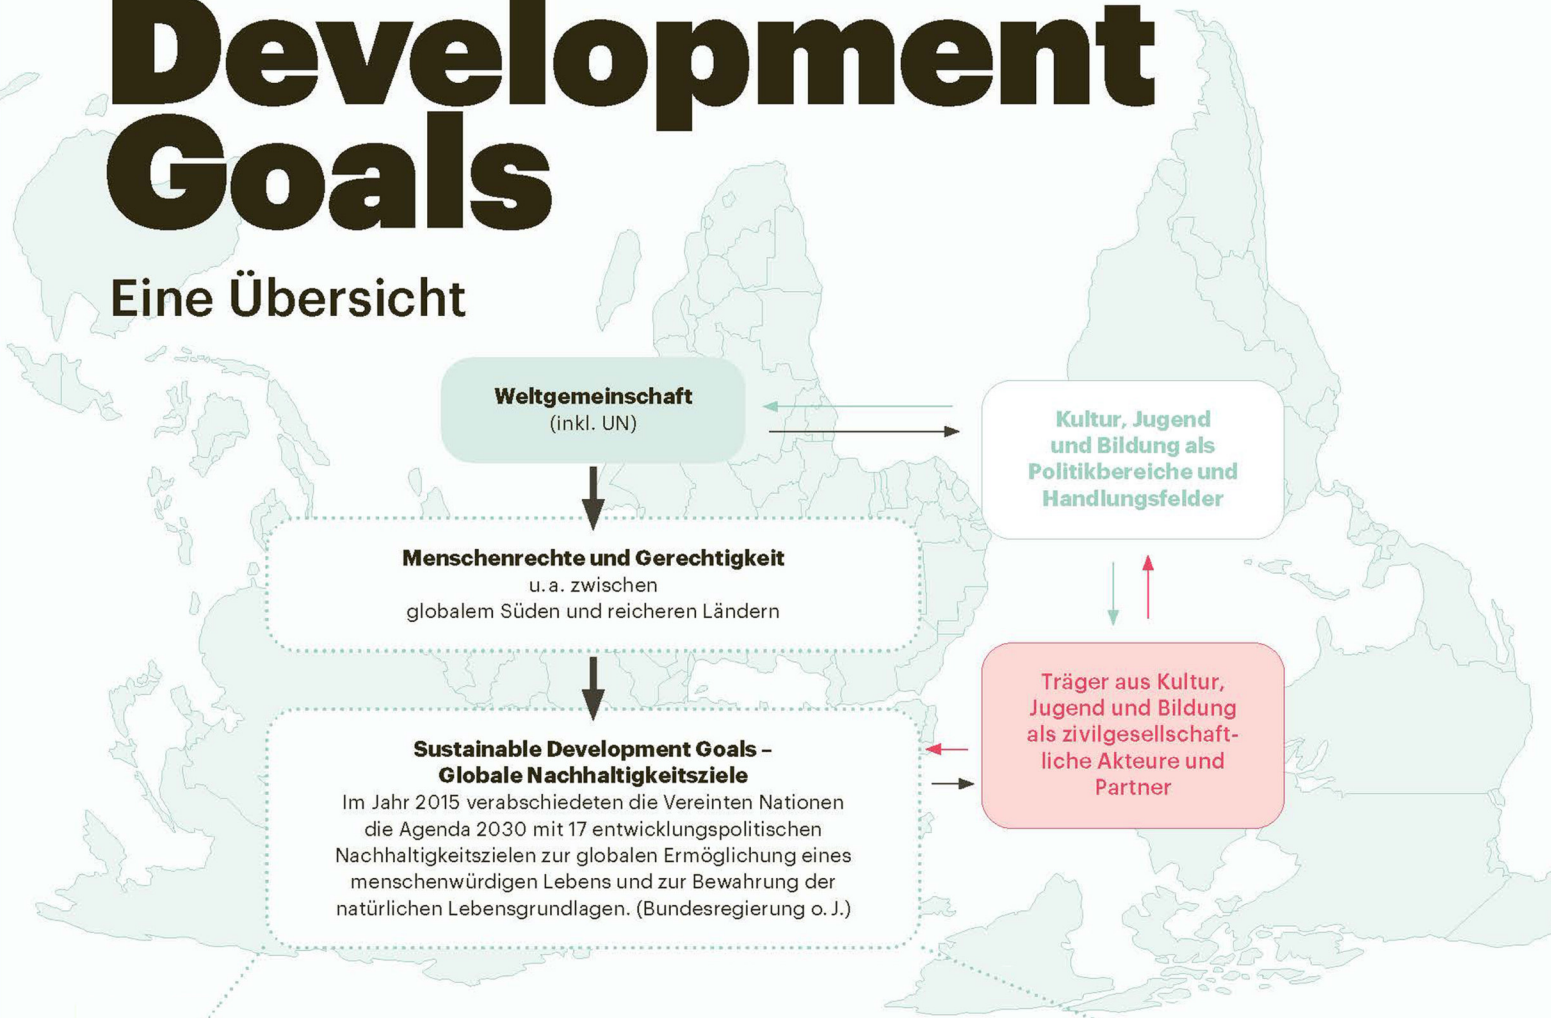 Development
Goals
Eine Übersicht
Weltgemeinschaft
(inkl. UN)
Kultur, Jugend
und Bildung als
Politikbereiche und
Handlungsfelder
Menschenrechte und Gerechtigkeit
u. a. zwischen
globalem Süden und reicheren Ländern
Träger aus Kultur,
Jugend und Bildung
als zivilgesellschaft-
liche Akteure und
Partner
Sustainable Development Goals –
Globale Nachhaltigkeitsziele
Im Jahr 2015 verabschiedeten die Vereinten Nationen
die Agenda 2030 mit 17 entwicklungspolitischen
Nachhaltigkeitszielen zur globalen Ermöglichung eines
menschenwürdigen Lebens und zur Bewahrung der
natürlichen Lebensgrundlagen. (Bundesregierung o. J.)